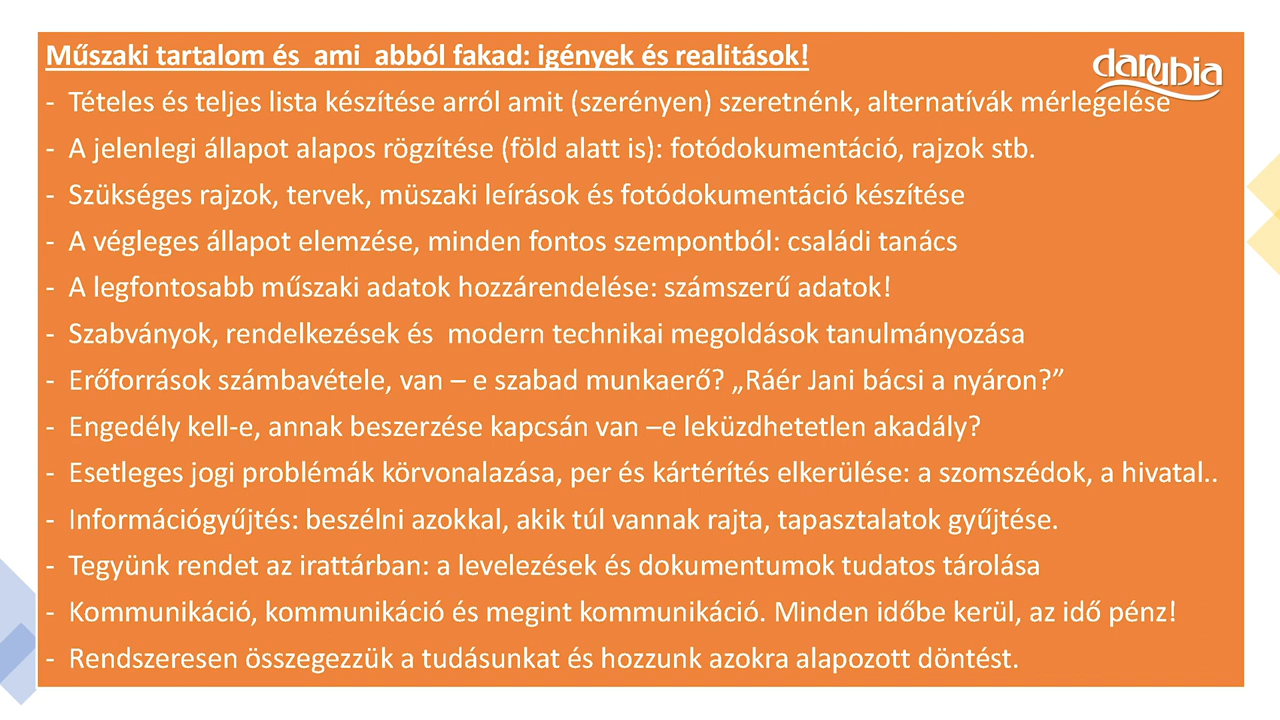 Műszaki tartalom és  ami  abból fakad: igények és realitások!
danubia
- Tételes és teljes lista készítése arról amit (szerényen) szeretnénk, alternatívák mérlegelése
- A jelenlegi állapot alapos rögzítése (föld alatt is): fotódokumentáció, rajzok stb.
- Szükséges rajzok, tervek, müszaki leírások és fotódokumentáció készítése
- A végleges állapot elemzése, minden fontos szempontból: családi tanács
- A legfontosabb műszaki adatok hozzárendelése: számszerű adatok!
- Szabványok, rendelkezések és  modern technikai megoldások tanulmányozása
- Erőforrások számbavétele, van – e szabad munkaerő? „Ráér Jani bácsi a nyáron?”
- Engedély kell-e, annak beszerzése kapcsán van –e leküzdhetetlen akadály?
- Esetleges jogi problémák körvonalazása, per és kártérítés elkerülése: a szomszédok, a hivatal..
- Információgyűjtés: beszélni azokkal, akik túl vannak rajta, tapasztalatok gyűjtése.
- Tegyünk rendet az irattárban: a levelezések és dokumentumok tudatos tárolása
- Kommunikáció, kommunikáció és megint kommunikáció. Minden időbe kerül, az idő pénz!
- Rendszeresen összegezzük a tudásunkat és hozzunk azokra alapozott döntést.